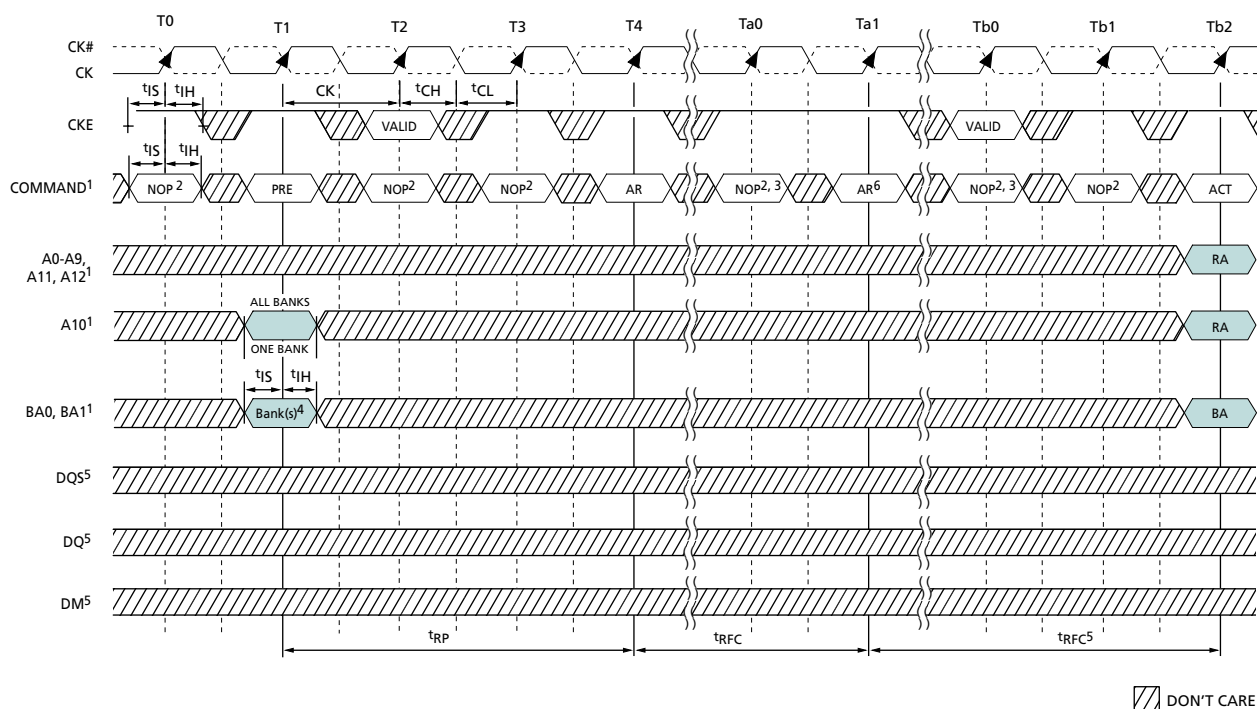 T0 T1 T2 T3 T4 Ta0 Ta1 Tb0 Tb1 Tb2
CK#
CK
tIS tIH CK tCH tCL
CKE VALID VALID
tIS tIH
COMMAND1 NOP2 PRE NOP2 NOP2 AR NOP2, 3 AR6 NOP2, 3 NOP2 ACT
A0-A9,
A11, A121 RA
ALL BANKS
A101 RA
ONE BANK
tIS tIH
BA0, BA11 Bank(s)4 BA
DQS5
DQ5
DM5
tRP tRFC tRFC5
DON'T CARE